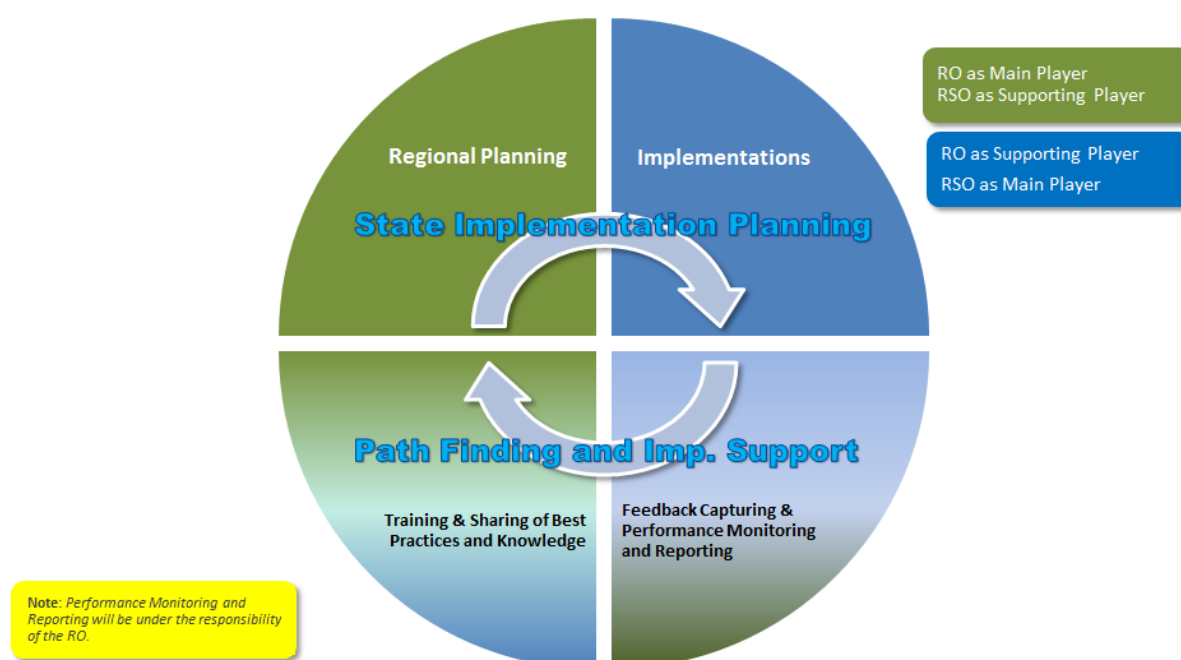 RO as Main Player
RSO as Supporting Player
RO as Supporting Player
RSO as Main Player
Regional Planning
Implementations
State Implementation Planning
Path Finding and Imp. Support
Training & Sharing of Best
Practices and Knowledge
Feedback Capturing &
Performance Monitoring
and Reporting
Note: Performance Monitoring and
Reporting will be under the responsibility
of the RO.